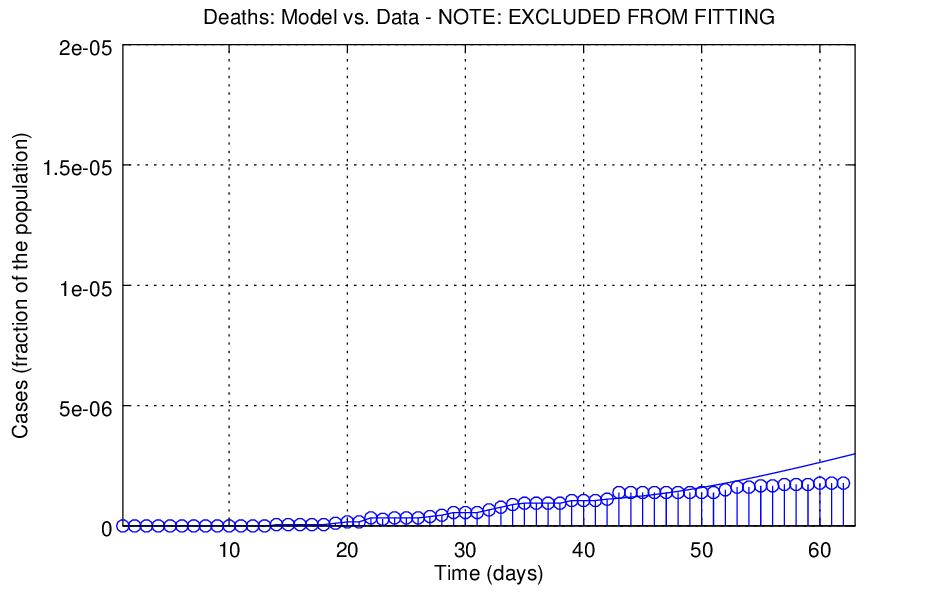 Deaths: Model vs. Data - NOTE: EXCLUDED FROM FITTING
2e-05
1.5e-05
1e-05
5e-06
0
Cases (fraction of the population)
10 20 30 40 50 60
Time (days)